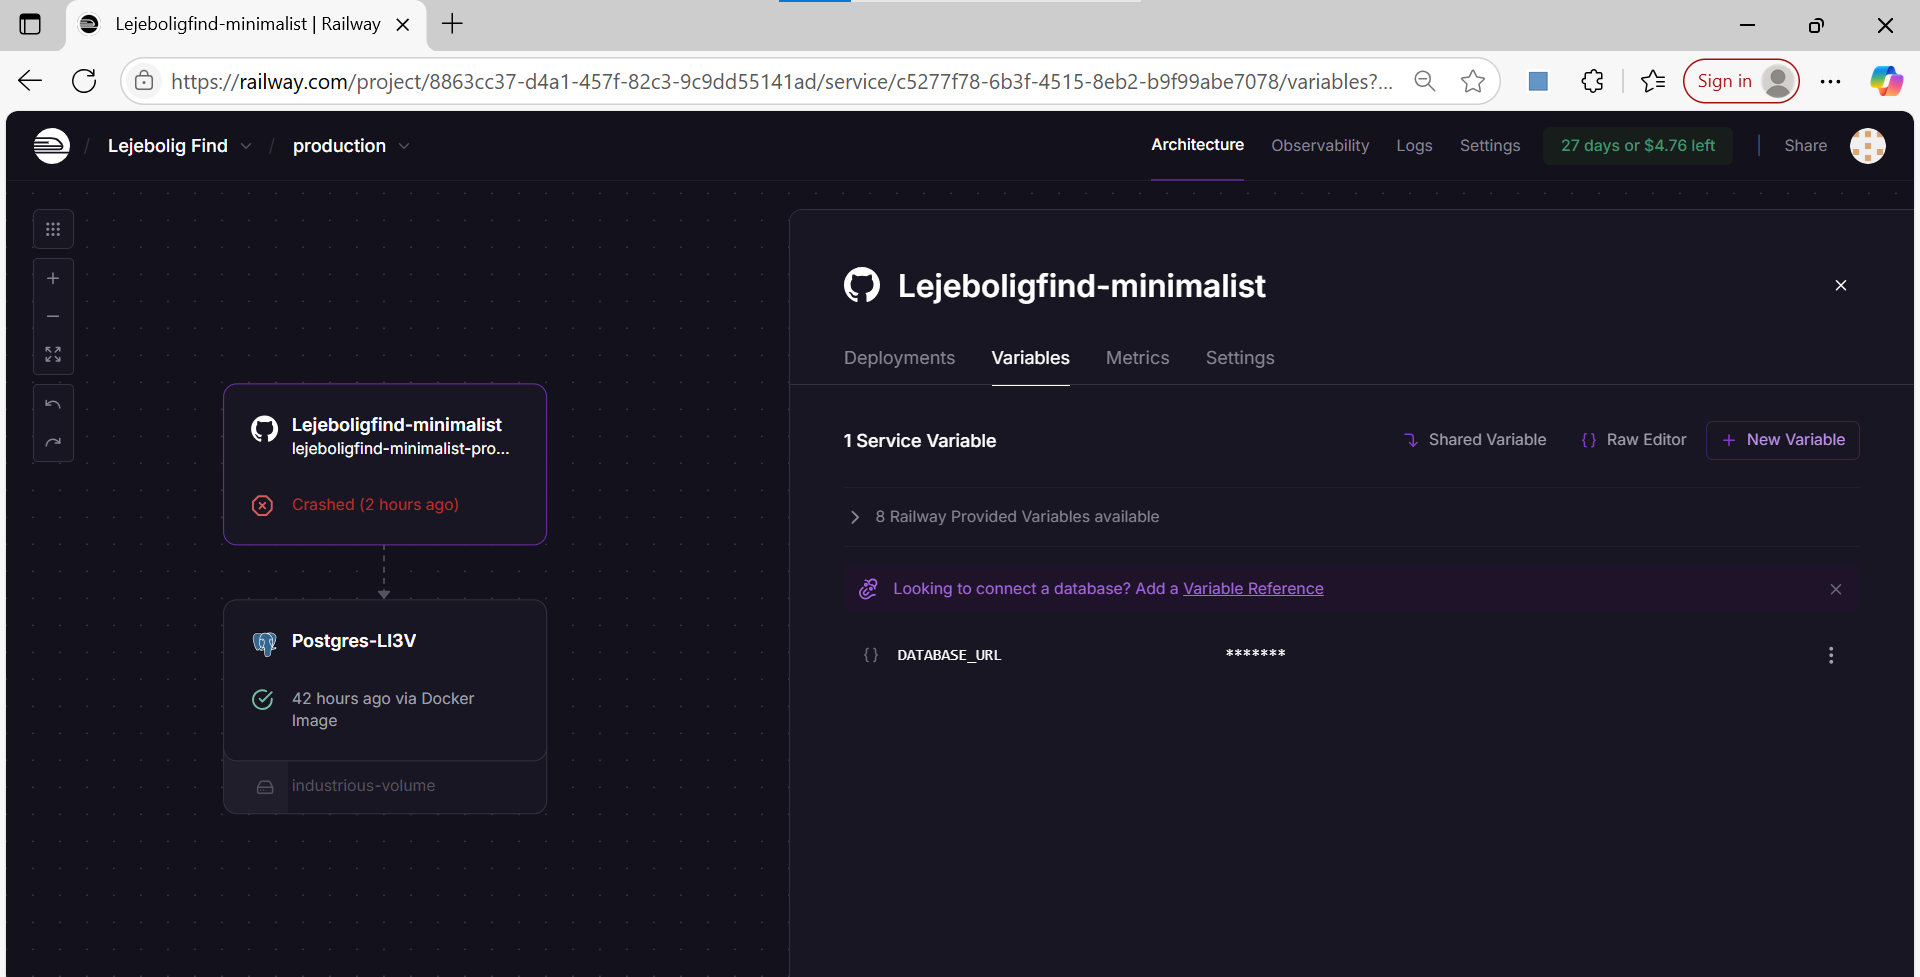 Lejeboligfind-minimalist | Railway
https://railway.com/project/8863cc37-d4a1-457f-82c3-9c9dd55141ad/service/c5277f78-6b3f-4515-8eb2-b9f99abe7078/variables?...
Sign in
/ Lejebolig Find / production
Architecture Observability Logs Settings 27 days or $4.76 left Share
Lejeboligfind-minimalist
lejeboligfind-minimalist-pro...
Crashed (2 hours ago)
Postgres-LI3V
42 hours ago via Docker
Image
industrious-volume
Lejeboligfind-minimalist
Deployments Variables Metrics Settings
1 Service Variable Shared Variable {} Raw Editor + New Variable
8 Railway Provided Variables available
Looking to connect a database? Add a Variable Reference
{} DATABASE_URL *******